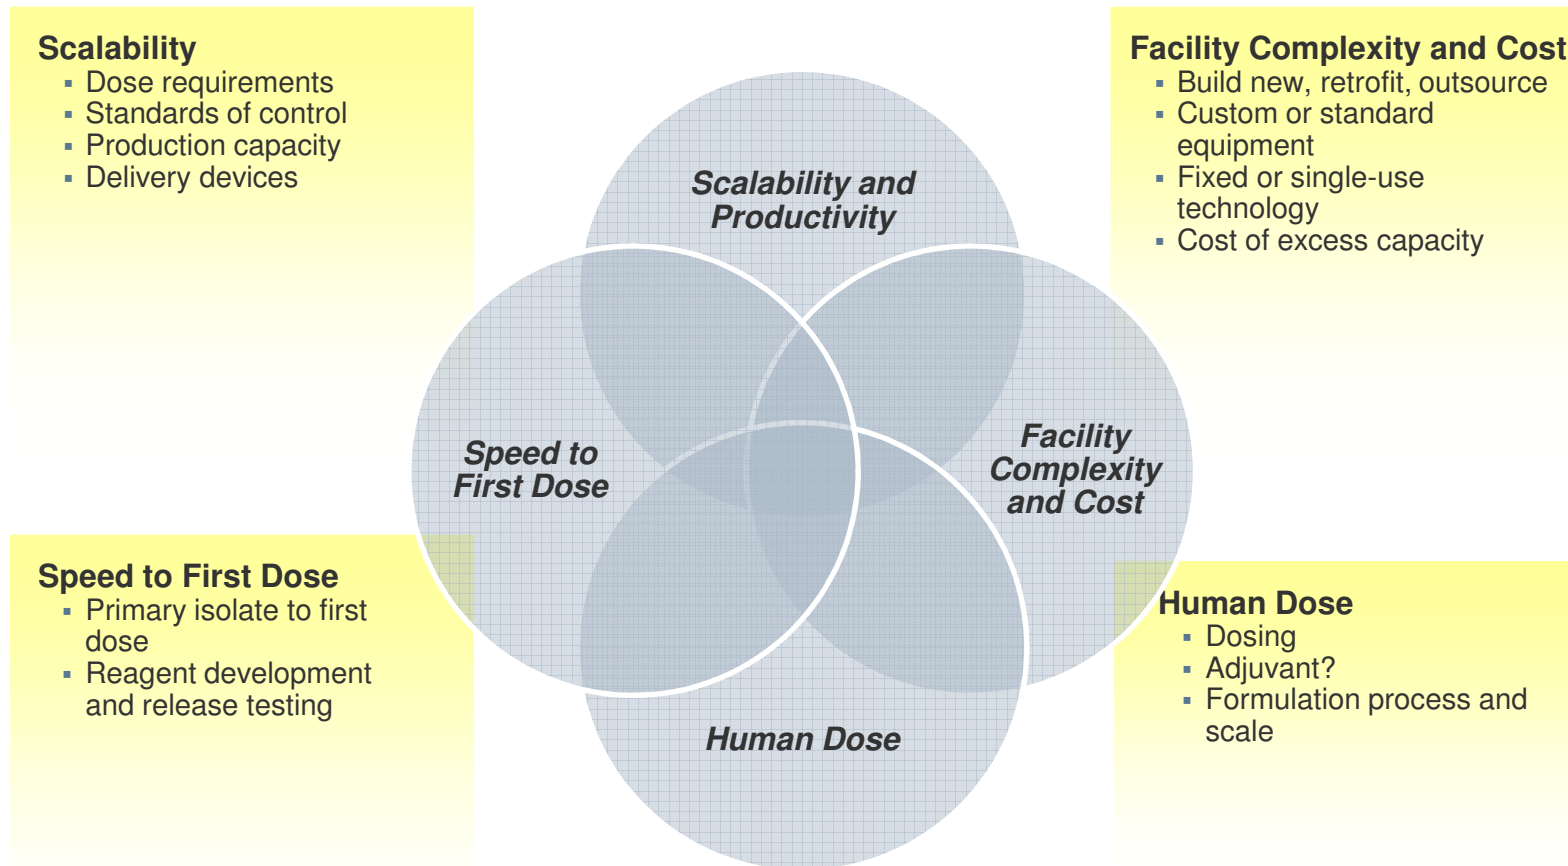 Scalability
▪ Dose requirements
▪ Standards of control
▪ Production capacity
▪ Delivery devices
Facility Complexity and Cost
▪ Build new, retrofit, outsource
▪ Custom or standard
equipment
▪ Fixed or single-use
technology
▪ Cost of excess capacity
Scalability and
Productivity
Speed to
First Dose
Facility
Complexity
and Cost
Human Dose
Speed to First Dose
▪ Primary isolate to first
dose
▪ Reagent development
and release testing
Human Dose
▪ Dosing
▪ Adjuvant?
▪ Formulation process and
scale